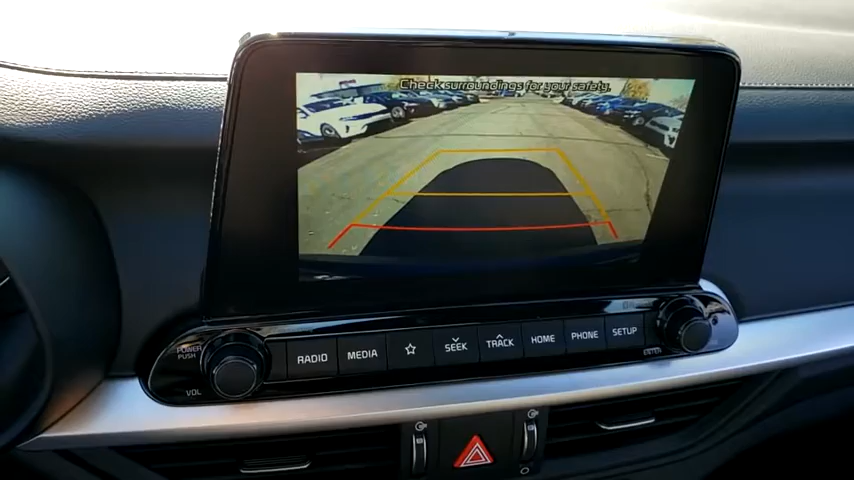 Check surroundings for your safety.
POWER
PUSH
VOL
RADIO
MEDIA
SEEK
TRACK
HOME
PHONE
SETUP
ENTER